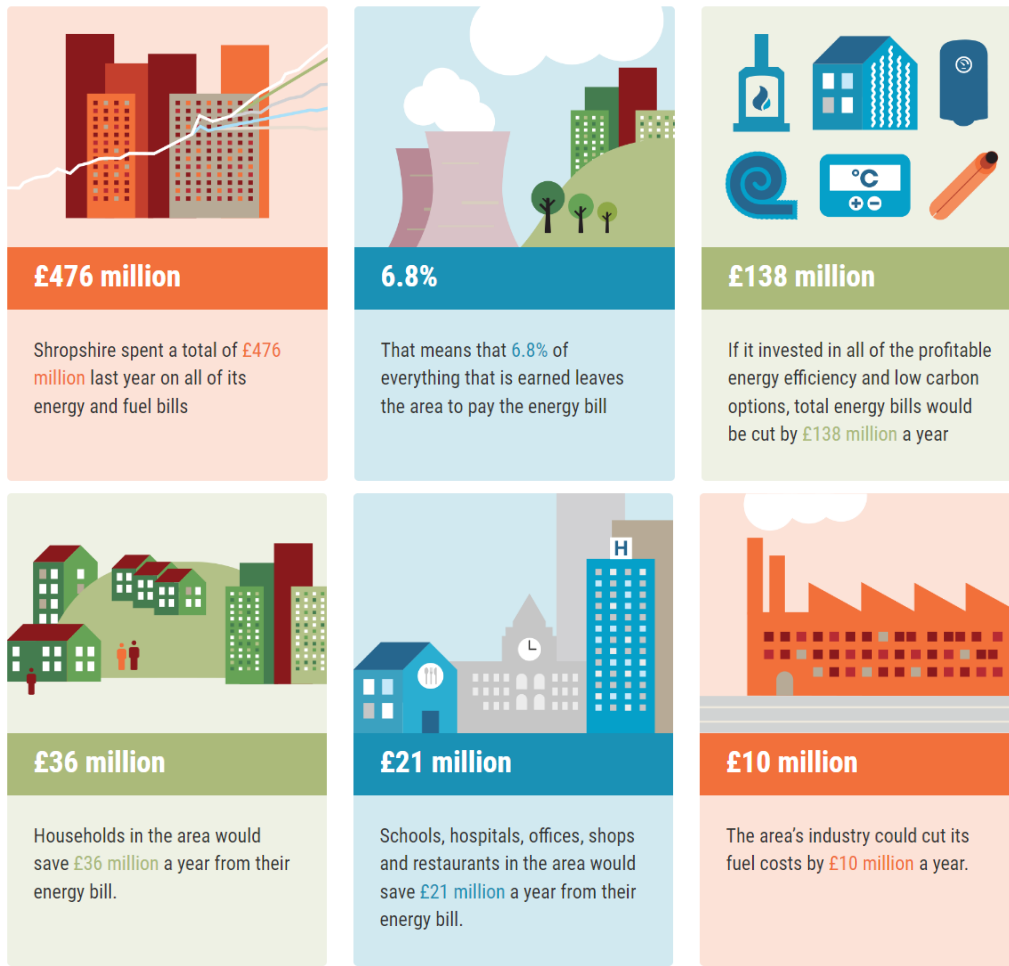 °C
£476 million
Shropshire spent a total of £476
million last year on all of its
energy and fuel bills
6.8%
That means that 6.8% of
everything that is earned leaves
the area to pay the energy bill
£138 million
If it invested in all of the profitable
energy efficiency and low carbon
options, total energy bills would
be cut by £138 million a year
£36 million
Households in the area would
save £36 million a year from their
energy bill.
H
£21 million
Schools, hospitals, offices, shops
and restaurants in the area would
save £21 million a year from their
energy bill.
£10 million
The area’s industry could cut its
fuel costs by £10 million a year.